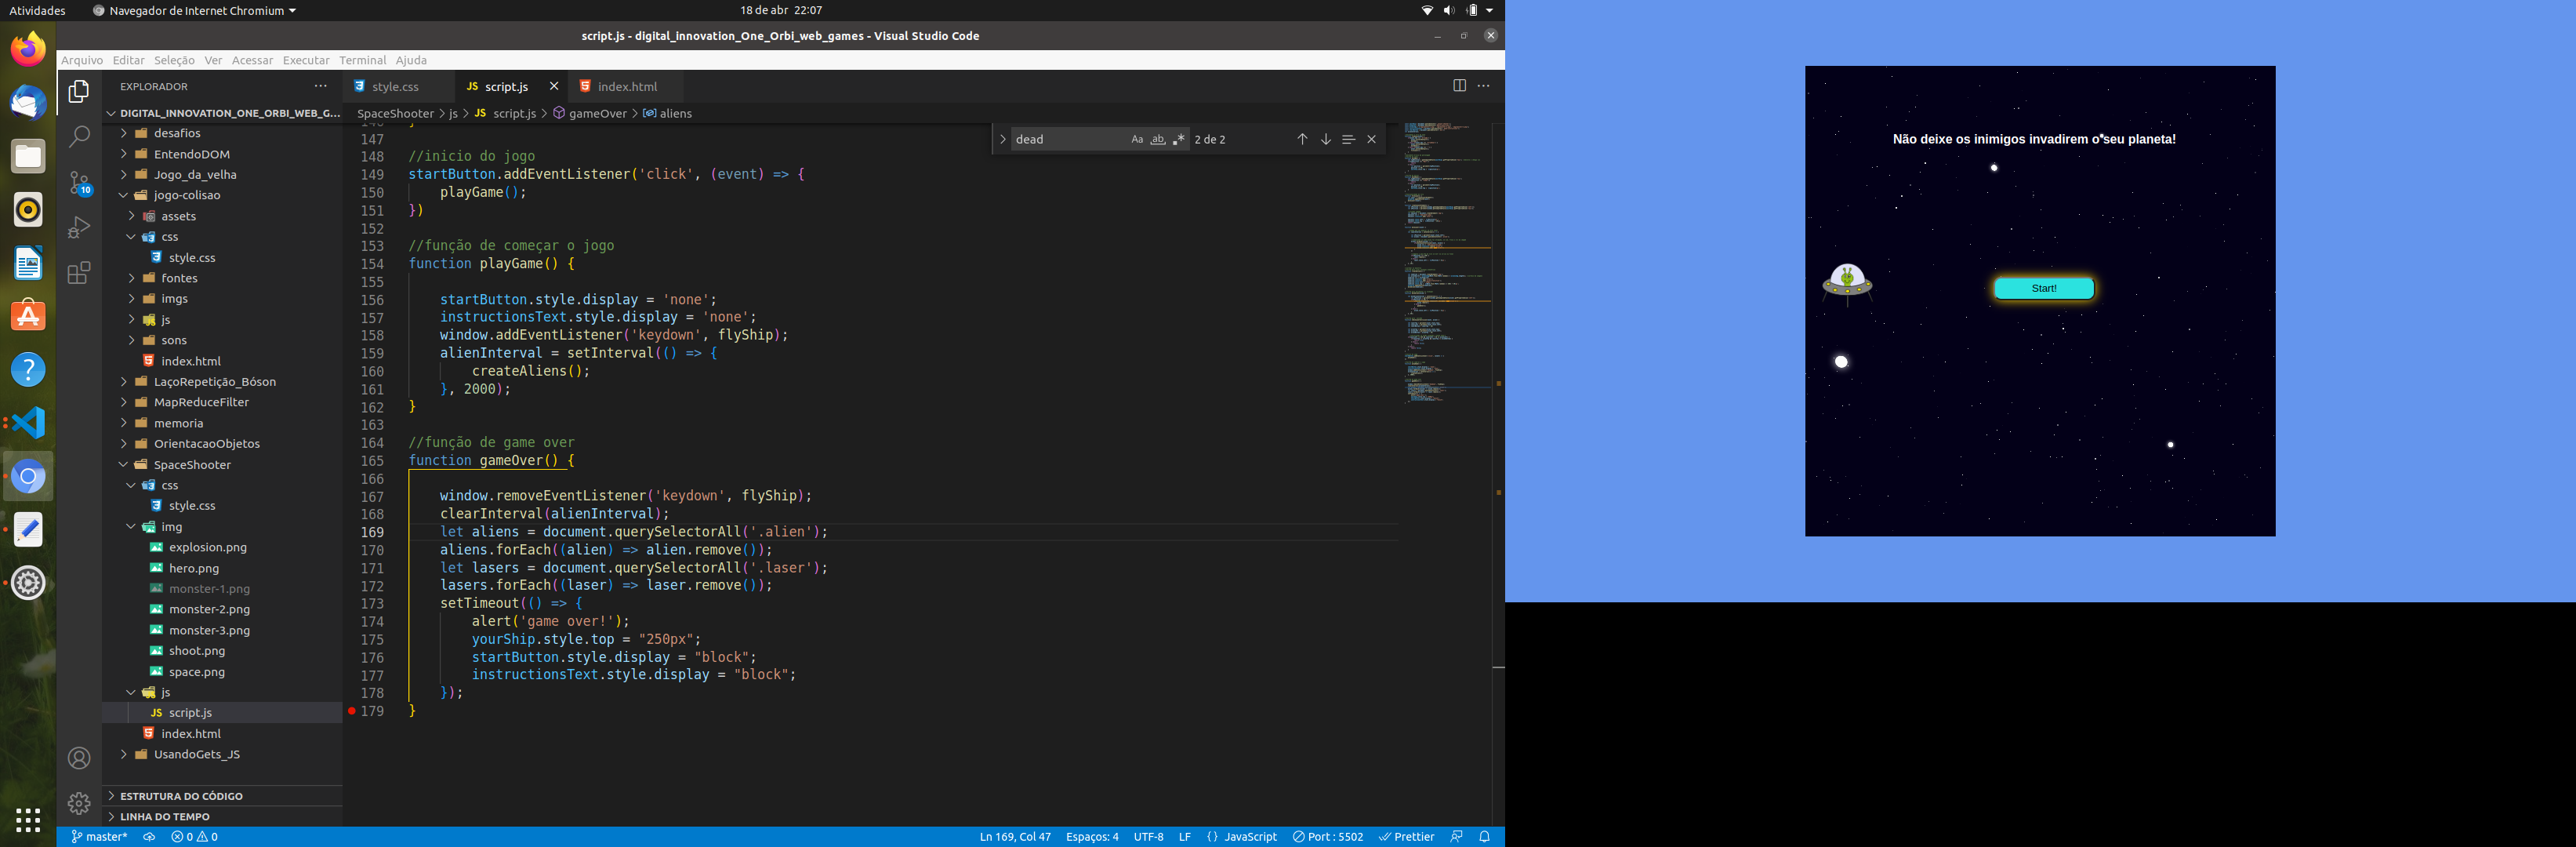 Atividades
Navegador de Internet Chromium
18 de abr 22:07
script.js - digital_innovation_One_Orbi_web_games - Visual Studio Code
Arquivo Editar Seleção Ver Acessar Executar Terminal Ajuda
EXPLORADOR
DIGITAL_INNOVATION_ONE_ORBI_WEB_G...
desafios
EntendoDOM
Jogo_da_velha
jogo-colisao
assets
css
style.css
fontes
imgs
js
sons
index.html
LaçoRepetição_Bóson
MapReduceFilter
memoria
OrientacaoObjetos
SpaceShooter
css
style.css
img
explosion.png
hero.png
monster-1.png
monster-2.png
monster-3.png
shoot.png
space.png
js
JS script.js
index.html
UsandoGets_JS
ESTRUTURA DO CÓDIGO
LINHA DO TEMPO
10
style.css
JS script.js
index.html
SpaceShooter > js > JS script.js > gameOver > aliens
dead
Aa ab 2 de 2
147
148 //inicio do jogo
149 startButton.addEventListener('click', (event) => {
150 playGame();
151 })
152
153 //função de começar o jogo
154 function playGame() {
155
156 startButton.style.display = 'none';
157 instructionsText.style.display = 'none';
158 window.addEventListener('keydown', flyShip);
159 alienInterval = setInterval(() => {
160 createAliens();
161 }, 2000);
162 }
163
164 //função de game over
165 function gameOver() {
166
167 window.removeEventListener('keydown', flyShip);
168 clearInterval(alienInterval);
169 let aliens = document.querySelectorAll('.alien');
170 aliens.forEach((alien) => alien.remove());
171 let lasers = document.querySelectorAll('.laser');
172 lasers.forEach((laser) => laser.remove());
173 setTimeout(() => {
174 alert('game over!');
175 yourShip.style.top = "250px";
176 startButton.style.display = "block";
177 instructionsText.style.display = "block";
178 });
179 }
master* 0 0
Ln 169, Col 47 Espaços: 4 UTF-8 LF {} JavaScript Port : 5502 Prettier
Não deixe os inimigos invadirem o seu planeta!
Start!